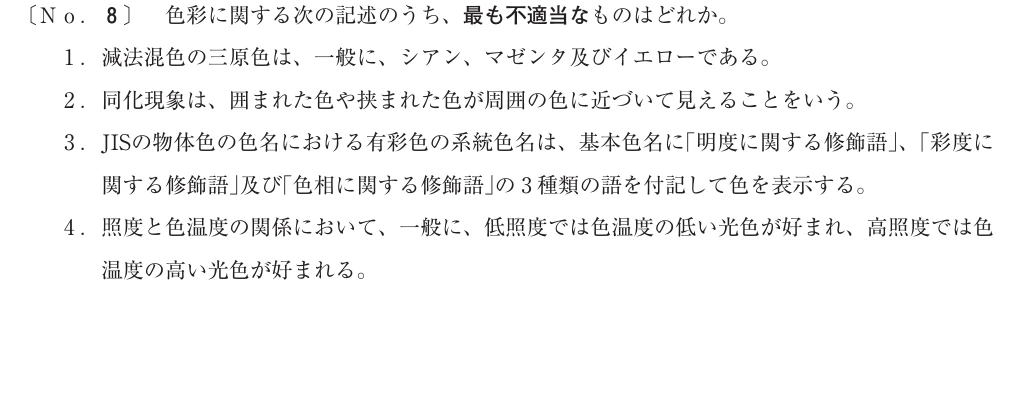 〔Ｎｏ．８〕　色彩に関する次の記述のうち、最も不適当なものはどれか。
１．減法混色の三原色は、一般に、シアン、マゼンタ及びイエローである。
２．同化現象は、囲まれた色や挟まれた色が周囲の色に近づいて見えることをいう。
３．JISの物体色の色名における有彩色の系統色名は、基本色名に「明度に関する修飾語」、「彩度に
関する修飾語」及び「色相に関する修飾語」の３種類の語を付記して色を表示する。
４．照度と色温度の関係において、一般に、低照度では色温度の低い光色が好まれ、高照度では色
温度の高い光色が好まれる。